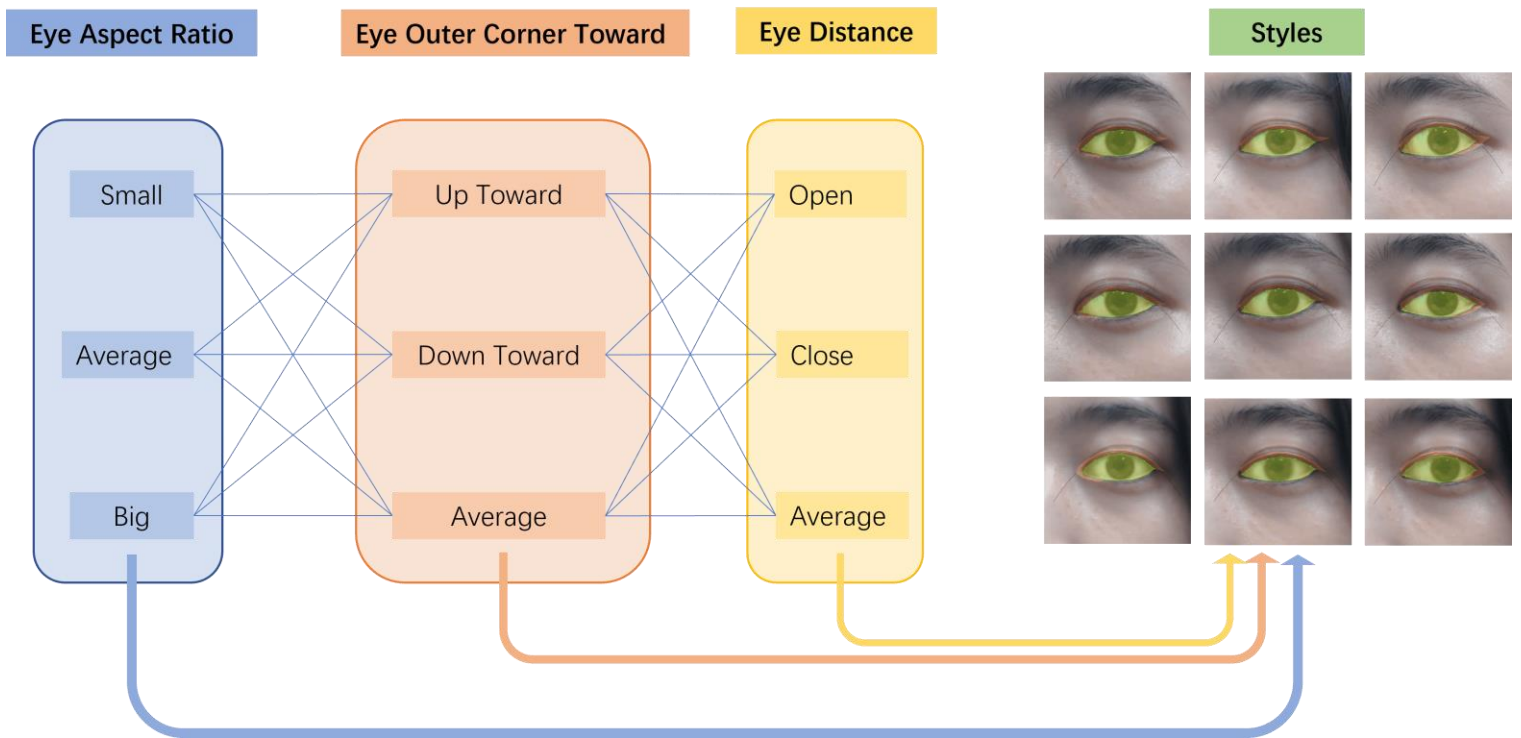 Eye Aspect Ratio
Eye Outer Corner Toward
Eye Distance
Styles
Small
Up Toward
Open
Average
Down Toward
Close
Big
Average
Average